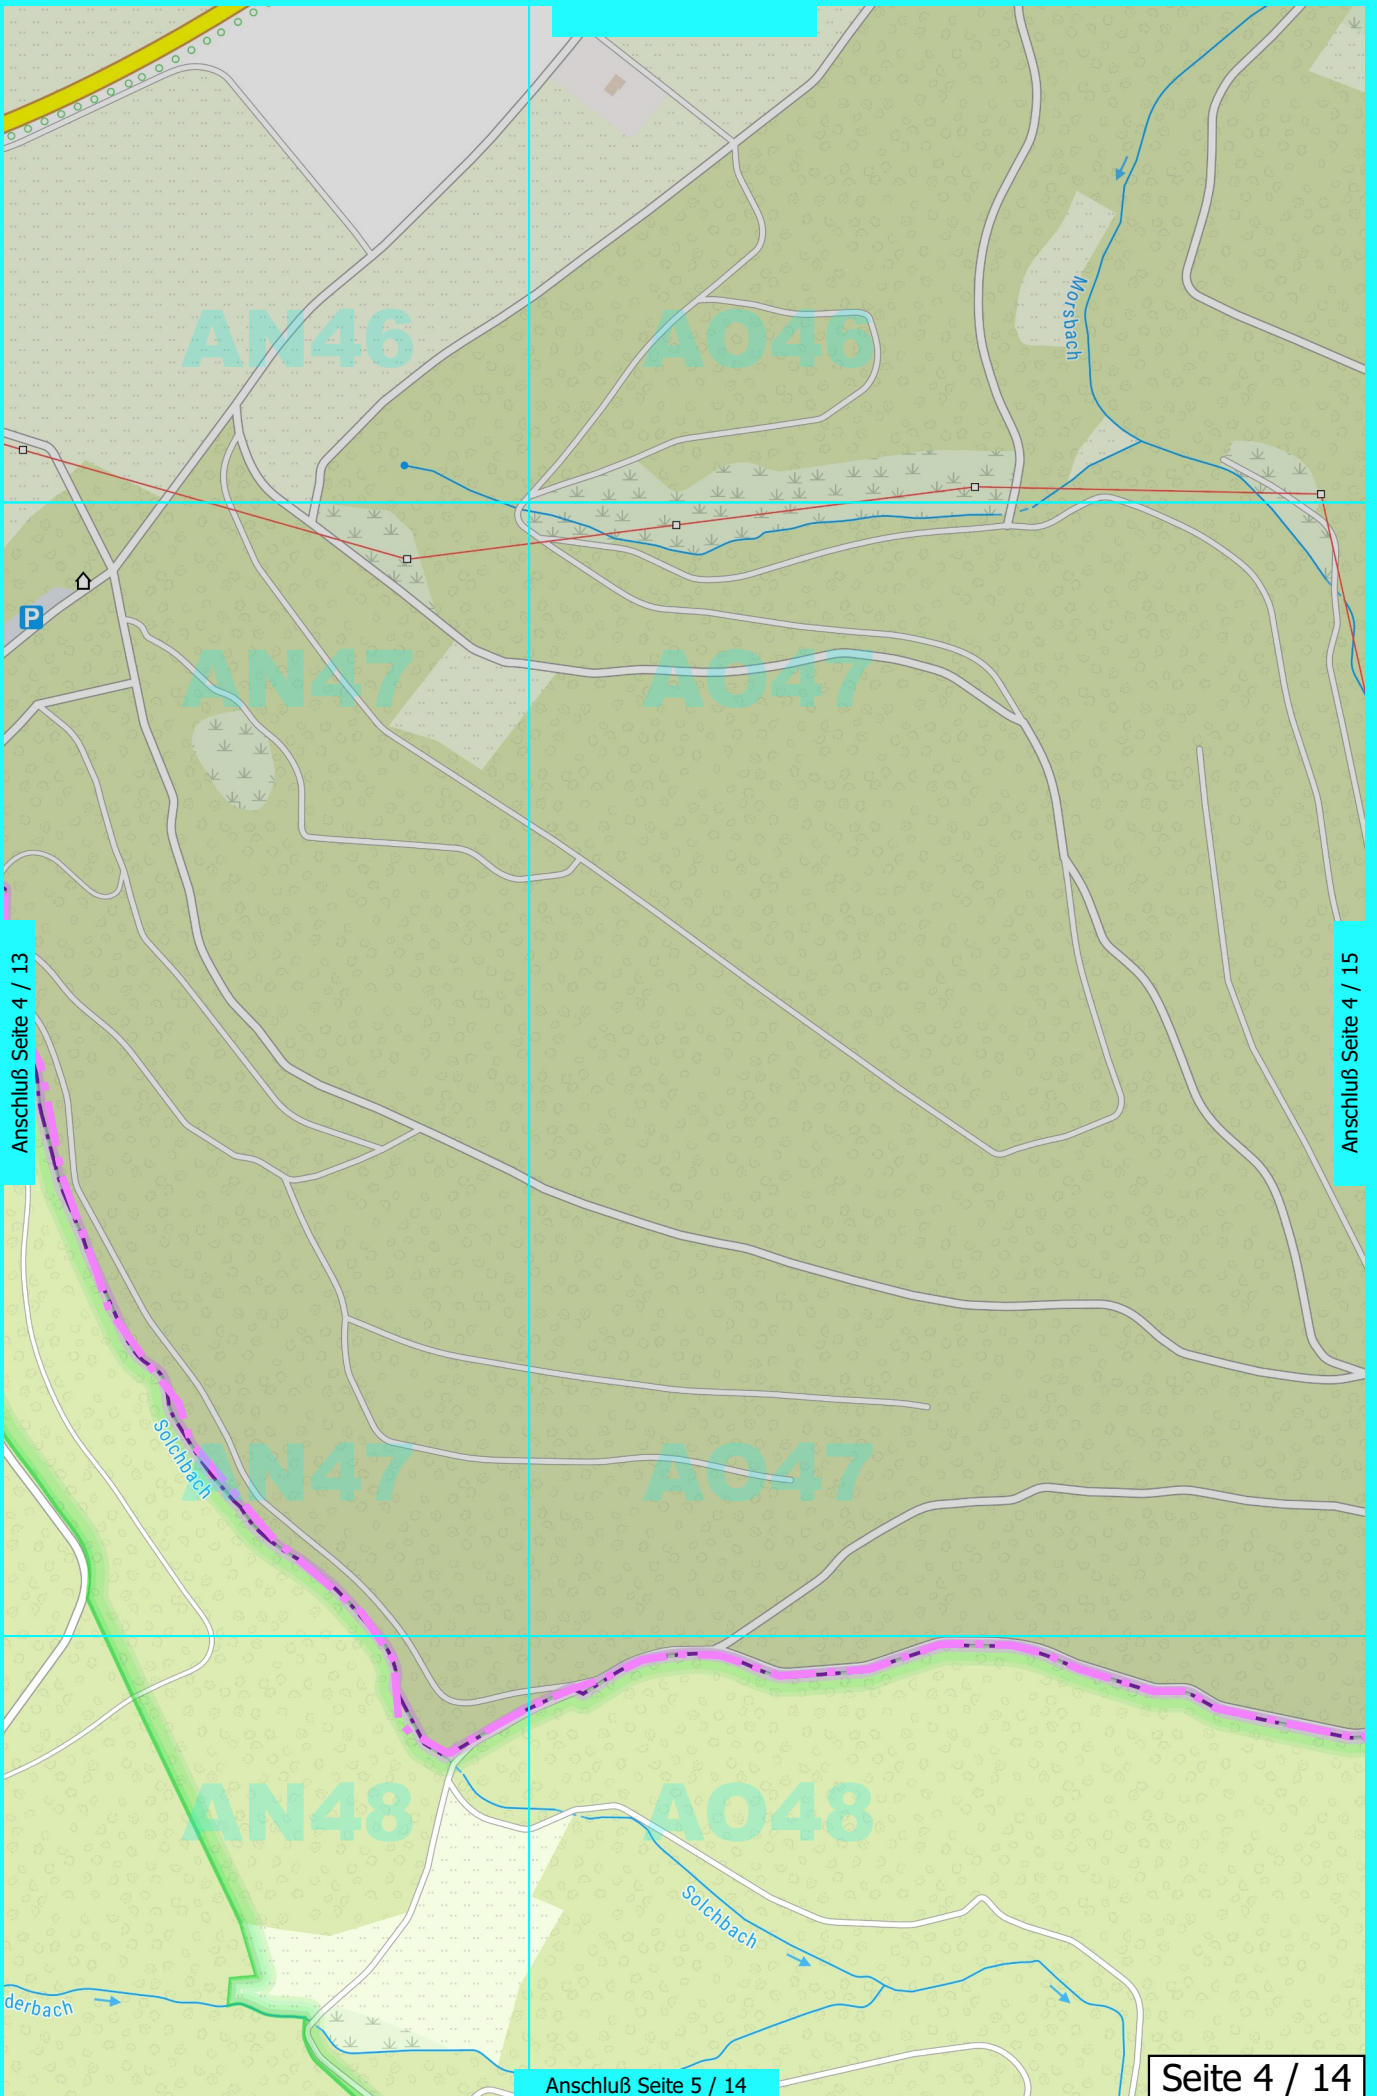 AN46
AO46
Morsbach
P
AN47
AO47
Anschluß Seite 4 / 13
Anschluß Seite 4 / 15
Solchbach
AN47
AO47
AN48
AO48
Solchbach
derbach
Anschluß Seite 5 / 14
Seite 4 / 14